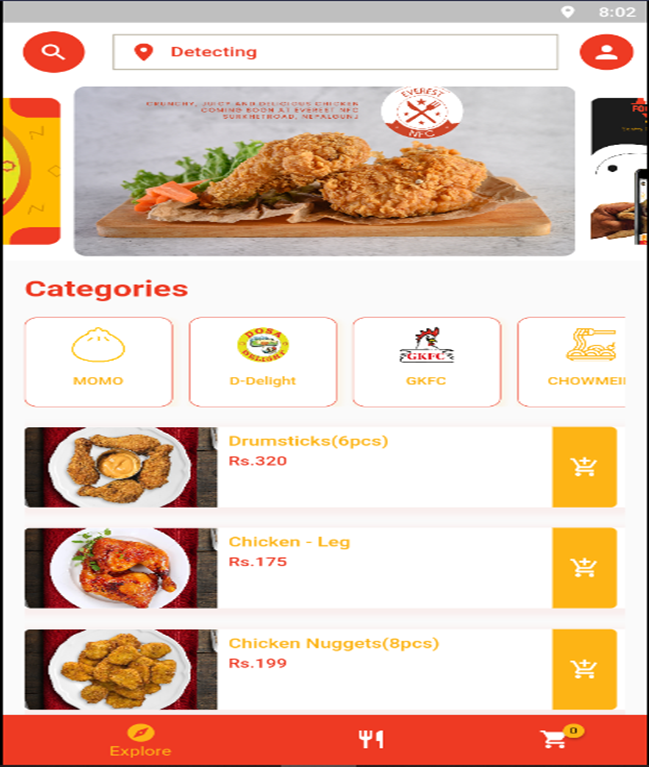 8:02
Detecting
CRUNCHY, JUICY AND DELICIOUS CHICKEN
COMING SOON AT EVEREST NFC
SURKHETROAD, NEPALGUNJ
EVEREST
NFC
Categories
DOSA
DELIGHT
GKFC
MOMO
D-Delight
GKFC
CHOWMEI
Drumsticks(6pcs)
Rs.320
Chicken - Leg
Rs.175
Chicken Nuggets(8pcs)
Rs.199
0
Explore